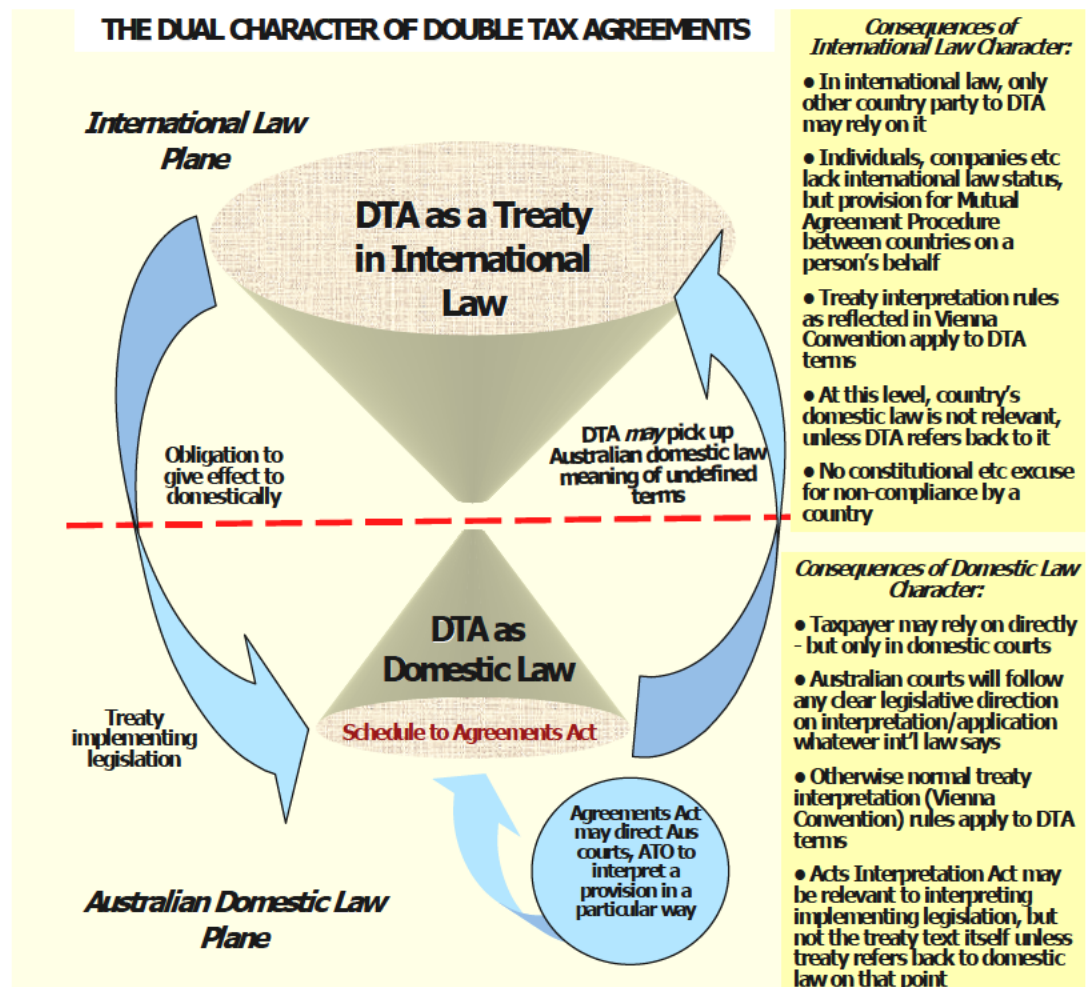 THE DUAL CHARACTER OF DOUBLE TAX AGREEMENTS
International Law
Plane
DTA as a Treaty
in International
Law
Obligation to
give effect to
domestically
DTA may pick up
Australian domestic law
meaning of undefined
terms
DTA as
Domestic Law
Schedule to Agreements Act
Treaty
implementing
legislation
Agreements Act
may direct Aus
courts, ATO to
interpret a
provision in a
particular way
Australian Domestic Law
Plane
Consequences of
International Law Character:
● In international law, only
other country party to DTA
may rely on it
● Individuals, companies etc
lack international law status,
but provision for Mutual
Agreement Procedure
between countries on a
person's behalf
● Treaty interpretation rules
as reflected in Vienna
Convention apply to DTA
terms
● At this level, country's
domestic law is not relevant,
unless DTA refers back to it
● No constitutional etc excuse
for non-compliance by a
country
Consequences of Domestic Law
Character:
● Taxpayer may rely on directly
- but only in domestic courts
● Australian courts will follow
any clear legislative direction
on interpretation/application
whatever int'l law says
● Otherwise normal treaty
interpretation (Vienna
Convention) rules apply to DTA
terms
● Acts Interpretation Act may
be relevant to interpreting
implementing legislation, but
not the treaty text itself unless
treaty refers back to domestic
law on that point